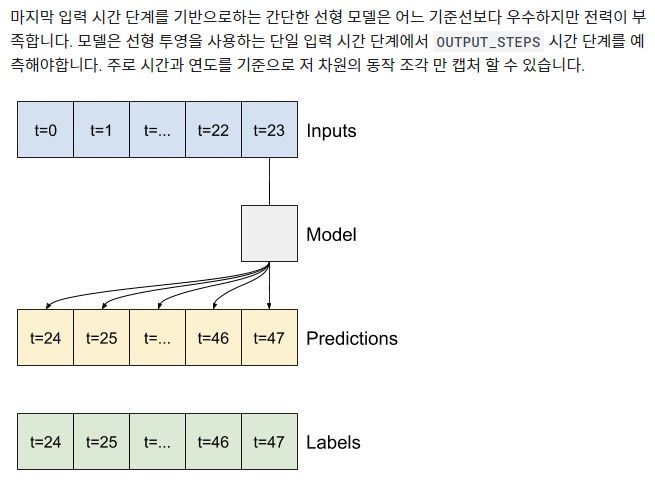 마지막 입력 시간 단계를 기반으로하는 간단한 선형 모델은 어느 기준선보다 우수하지만 전력이 부
족합니다. 모델은 선형 투영을 사용하는 단일 입력 시간 단계에서 OUTPUT_STEPS 시간 단계를 예
측해야합니다. 주로 시간과 연도를 기준으로 저 차원의 동작 조각 만 캡처 할 수 있습니다.
t=0 t=1 t=... t=22 t=23 Inputs
Model
t=24 t=25 t=... t=46 t=47 Predictions
t=24 t=25 t=... t=46 t=47 Labels